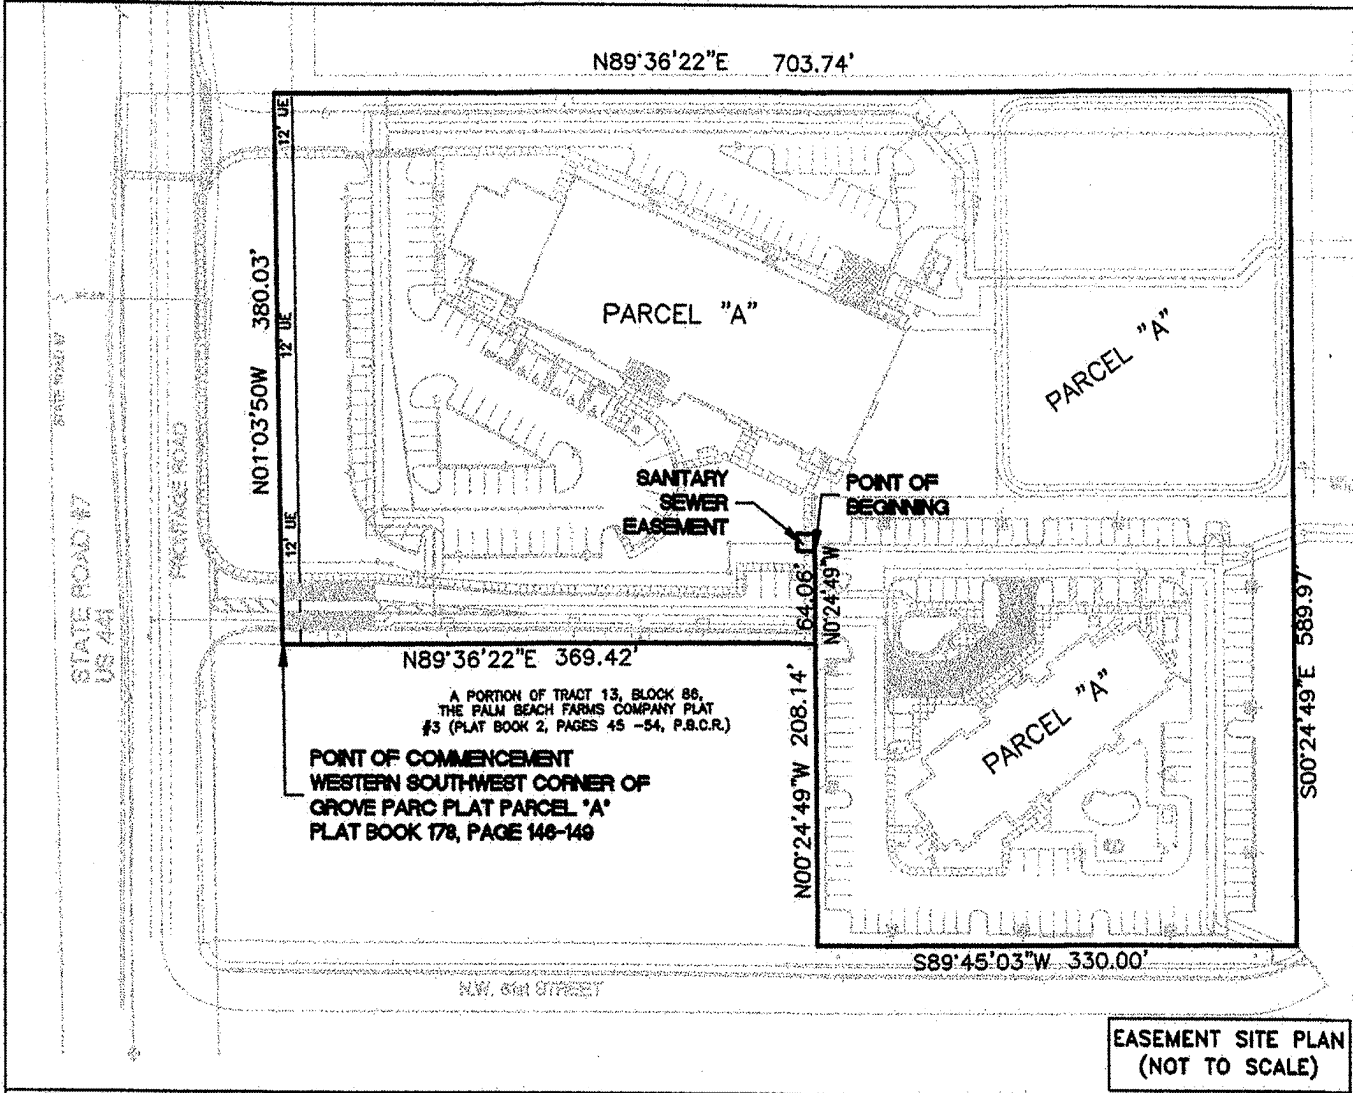 N89°36'22"E 703.74'
12' UE
N01°03'50W 380.03'
12' UE
12' UE
PARCEL "A"
PARCEL "A"
STATE ROAD #7
US 441
FRONTAGE ROAD
SANITARY
SEWER
EASEMENT
POINT OF
BEGINNING
64.06'
N0°24'49"W
N89°36'22"E 369.42'
A PORTION OF TRACT 13, BLOCK 86,
THE PALM BEACH FARMS COMPANY PLAT
#3 (PLAT BOOK 2, PAGES 45 -54, P.B.C.R.)
POINT OF COMMENCEMENT
WESTERN SOUTHWEST CORNER OF
GROVE PARC PLAT PARCEL "A"
PLAT BOOK 178, PAGE 146-149
N00°24'49"W 208.14'
PARCEL "A"
S00°24'49"E 589.97'
S89°45'03"W 330.00'
N.W. 61st STREET
EASEMENT SITE PLAN
(NOT TO SCALE)